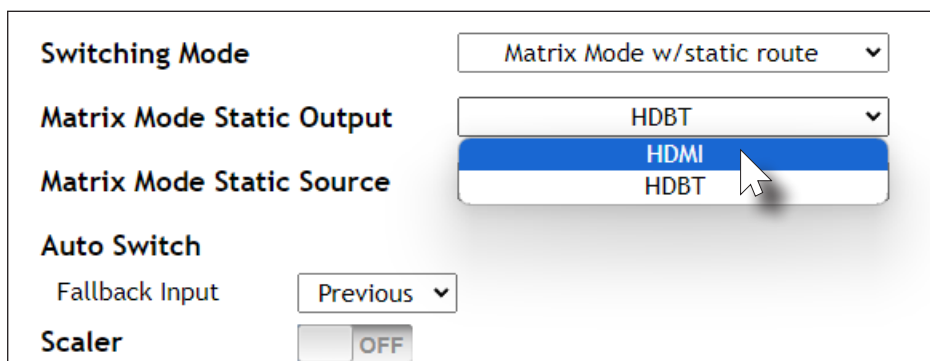 Switching Mode Matrix Mode w/static route
Matrix Mode Static Output HDBT
HDMI
Matrix Mode Static Source HDBT
Auto Switch
Fallback Input Previous
Scaler OFF